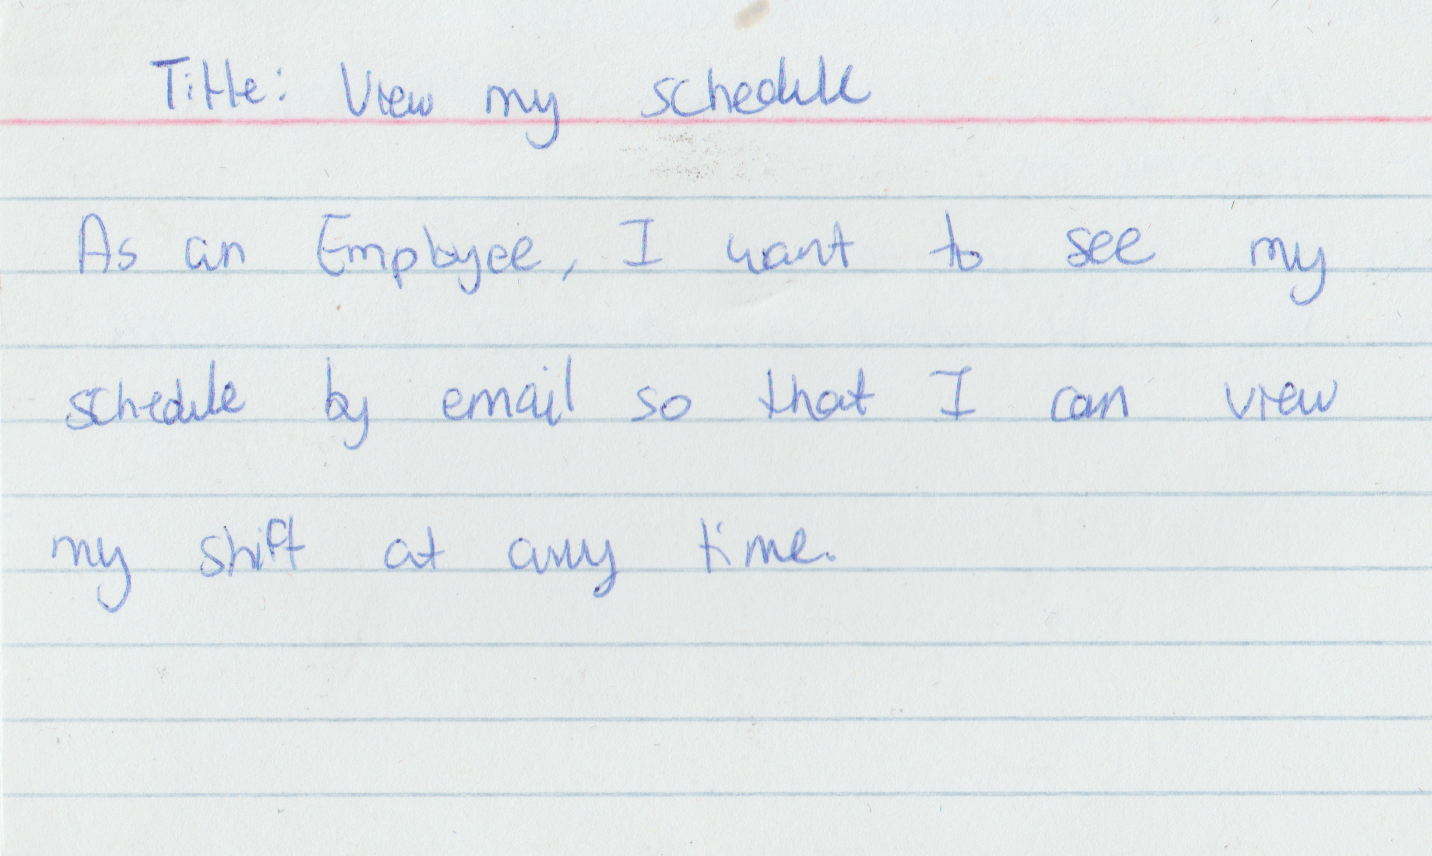 Title: View my schedule
As an Employee, I want to see my
schedule by email so that I can view
my shift at any time.